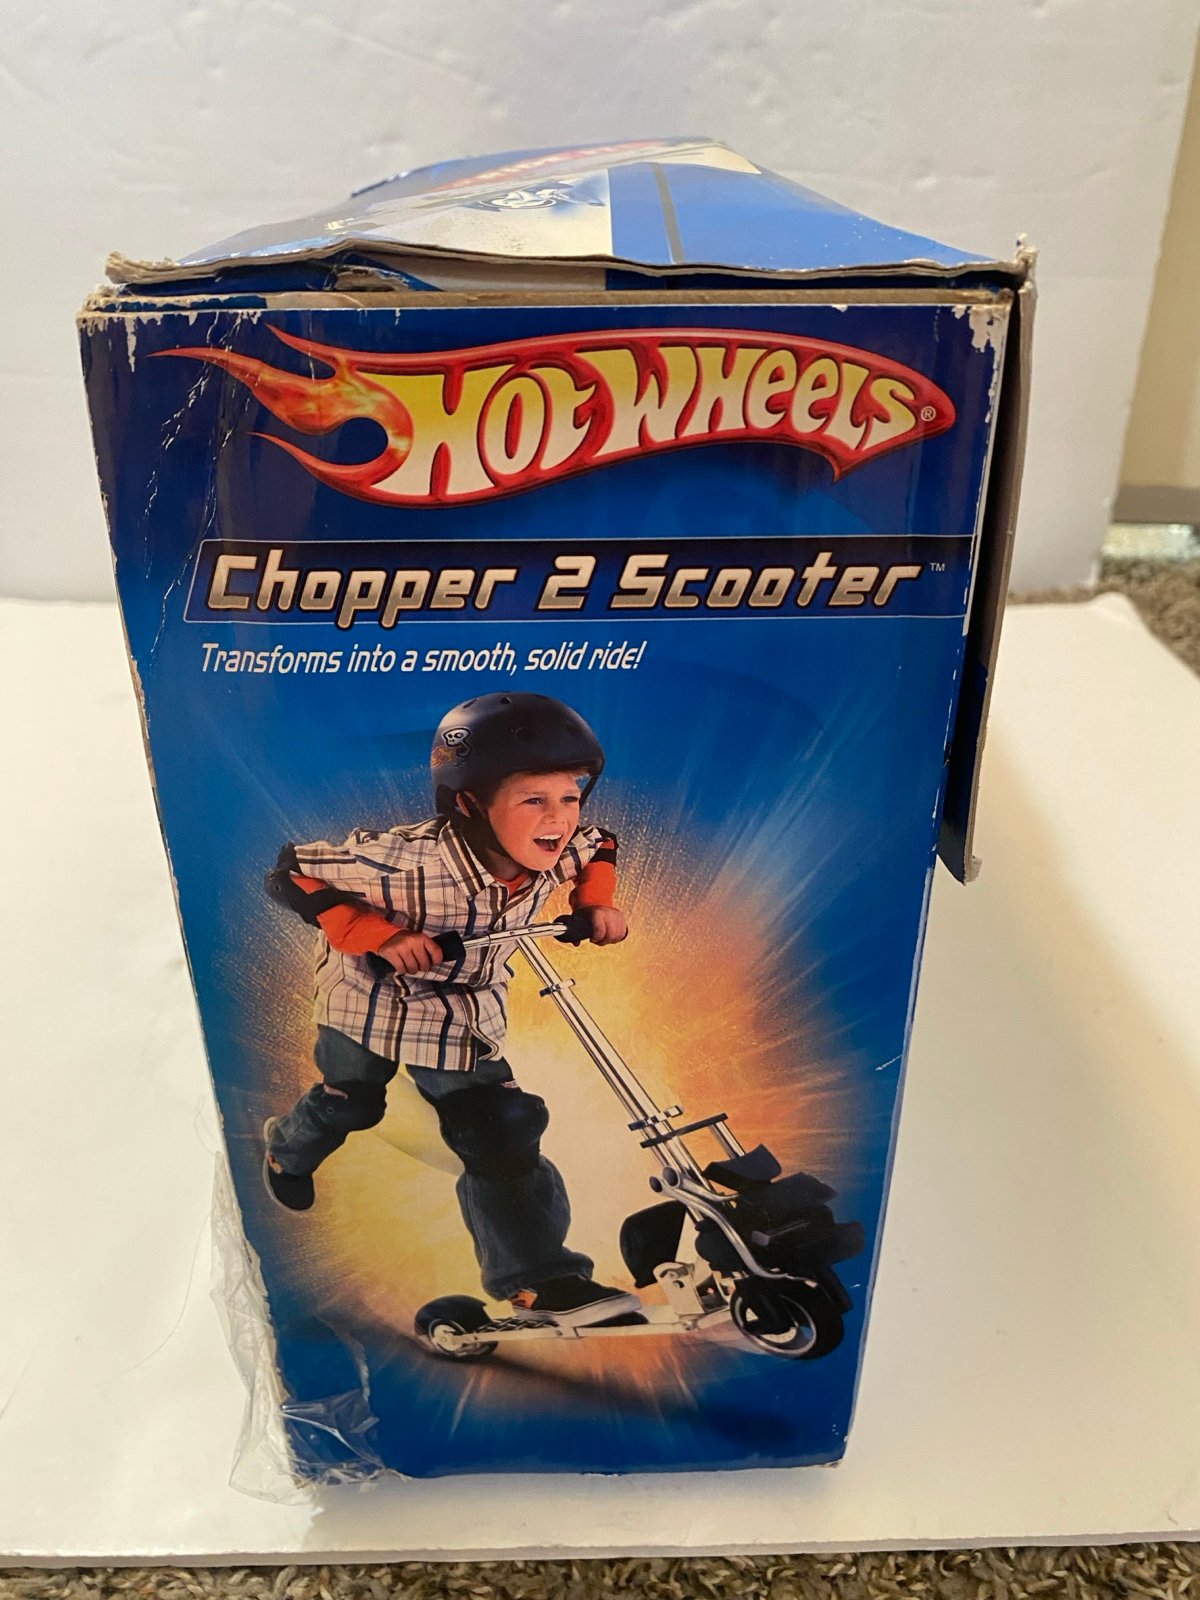 HOT WHEELS®
Chopper 2 Scooter™
Transforms into a smooth, solid ride!